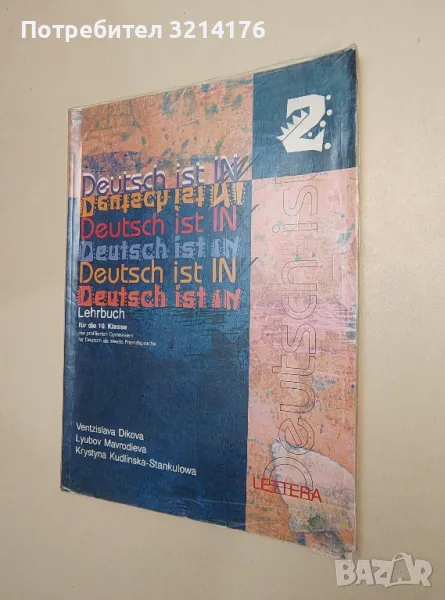 Потребител 3214176
2
Deutsch ist IN
Deutsch ist IN
Deutsch ist IN
Deutsch ist IN
Deutsch ist IN
Deutsch ist IN
Lehrbuch
für die 10. Klasse
der profilierten Gymnasien
für Deutsch als zweite Fremdsprache
Ventzislava Dikova
Lyubov Mavrodieva
Krystyna Kudlinska-Stankulowa
Deutsch ist
LETTERA
BAZAR